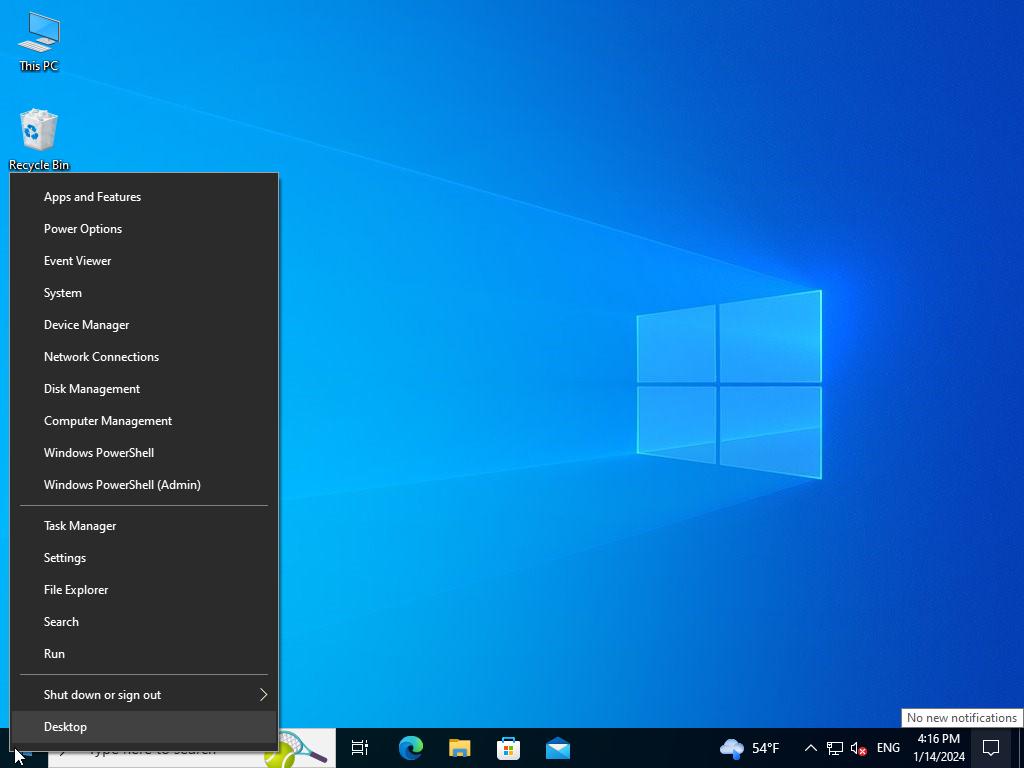 This PC
Recycle Bin
Apps and Features
Power Options
Event Viewer
System
Device Manager
Network Connections
Disk Management
Computer Management
Windows PowerShell
Windows PowerShell (Admin)
Task Manager
Settings
File Explorer
Search
Run
Shut down or sign out
Desktop
No new notifications
Type here to search
54°F
ENG
4:16 PM
1/14/2024